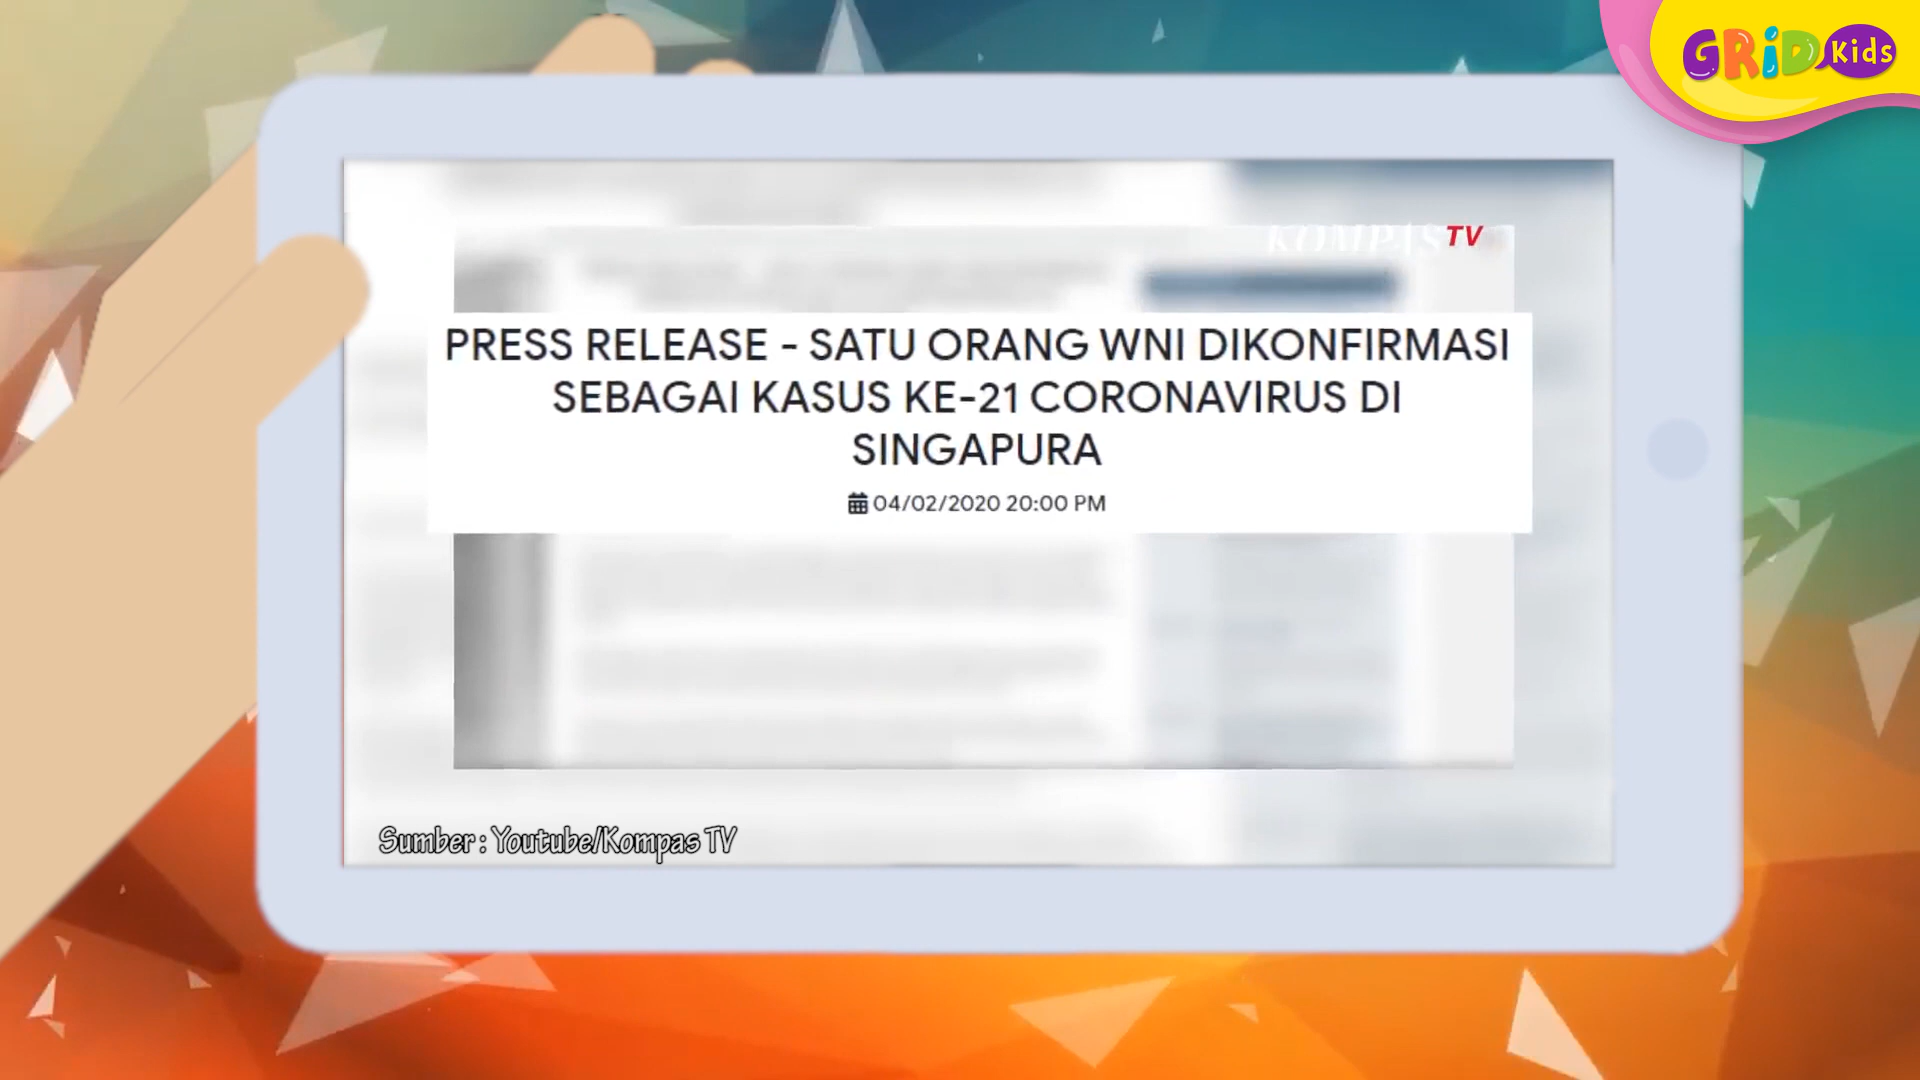 GRiD Kids
KOMPAS TV
PRESS RELEASE - SATU ORANG WNI DIKONFIRMASI
SEBAGAI KASUS KE-21 CORONAVIRUS DI
SINGAPURA
04/02/2020 20:00 PM
Sumber : Youtube/Kompas TV